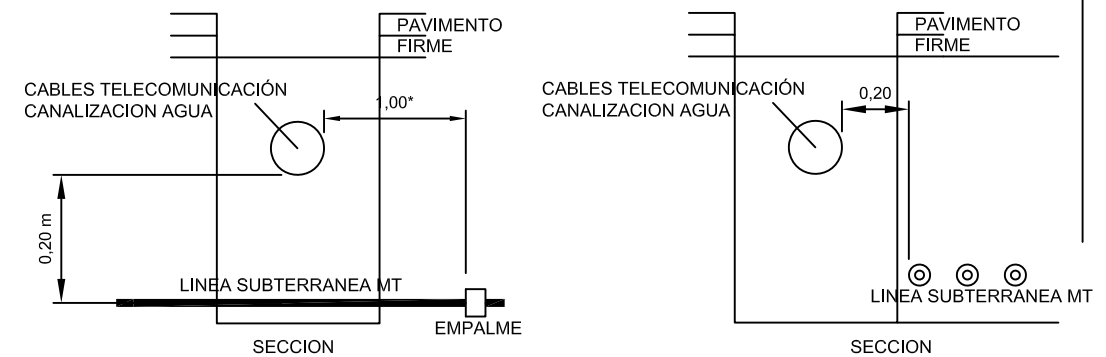 PAVIMENTO
FIRME
CABLES TELECOMUNICACIÓN
CANALIZACION AGUA
1,00*
0,20 m
LINEA SUBTERRANEA MT
EMPALME
SECCION
PAVIMENTO
FIRME
CABLES TELECOMUNICACIÓN
CANALIZACION AGUA
0,20
LINEA SUBTERRANEA MT
SECCION